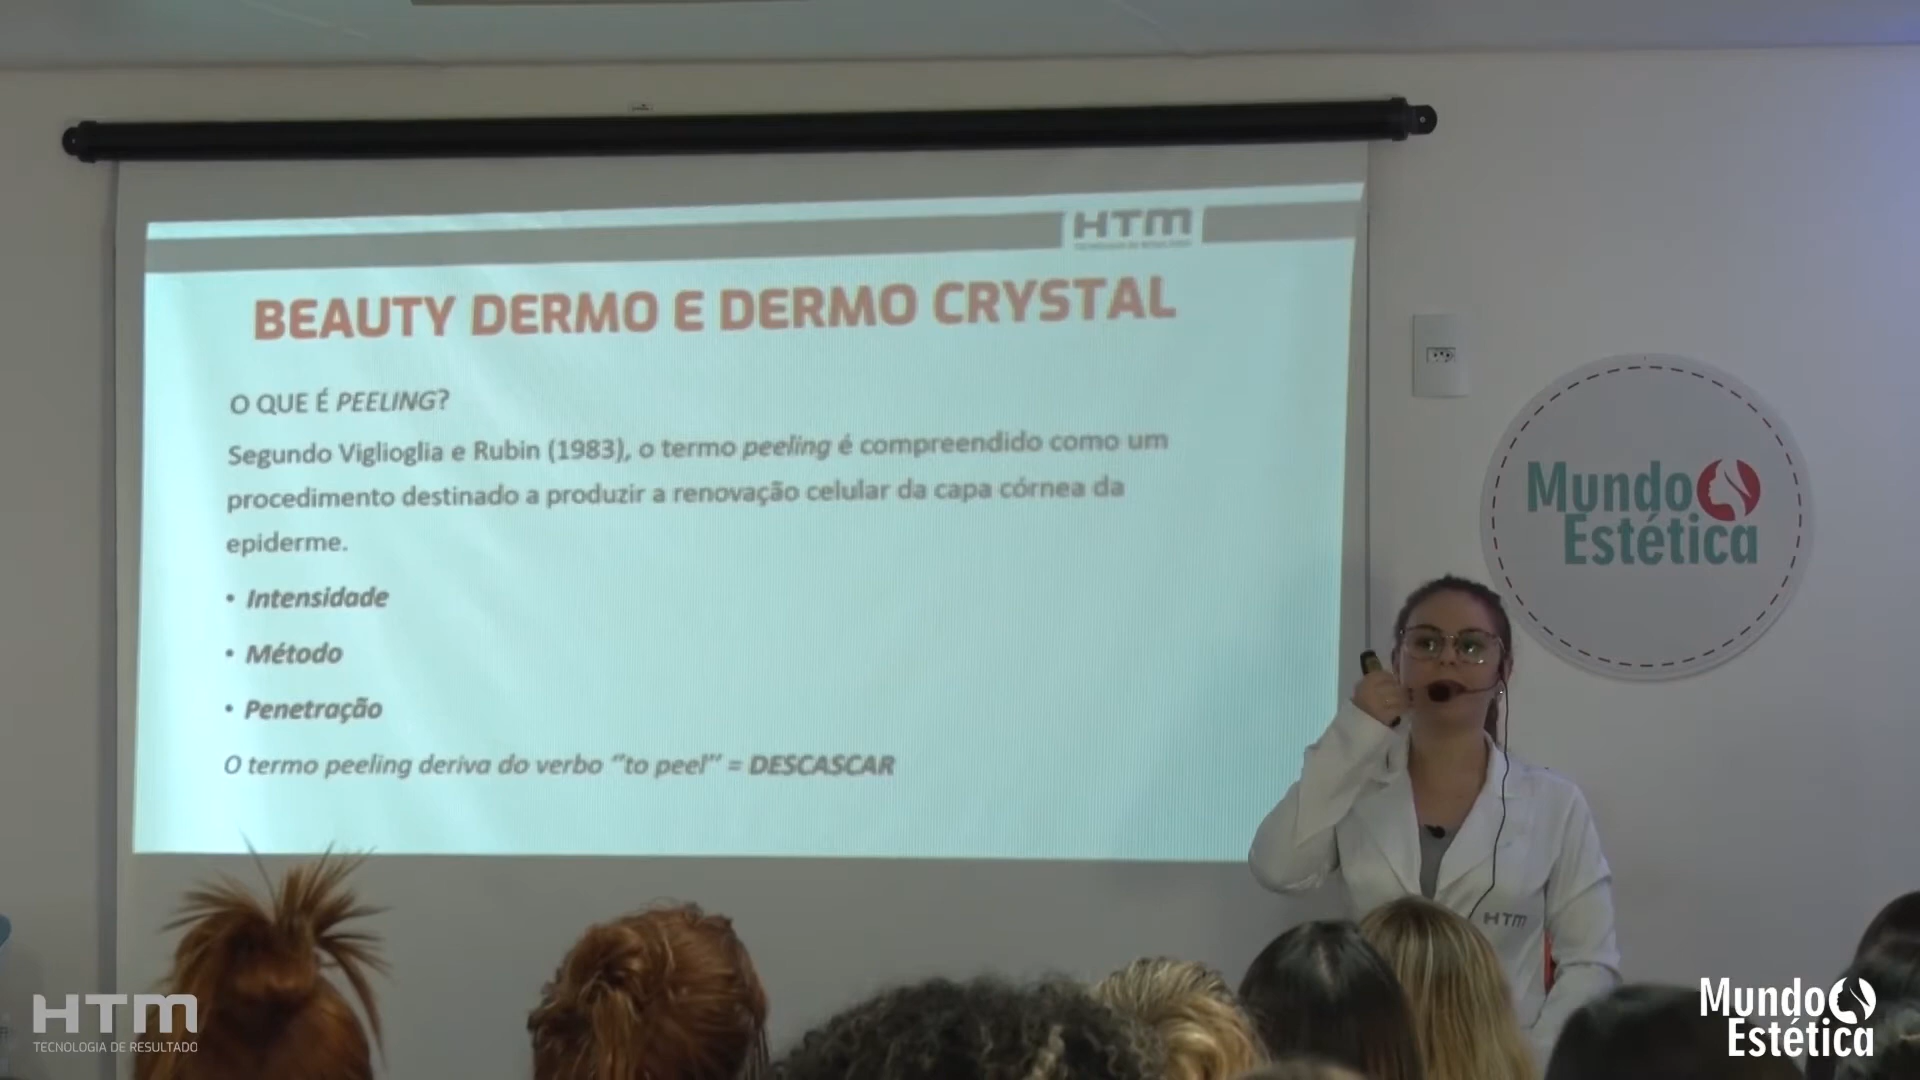 HTM
BEAUTY DERMO E DERMO CRYSTAL
O QUE É PEELING?
Segundo Viglioglia e Rubin (1983), o termo peeling é compreendido como um
procedimento destinado a produzir a renovação celular da capa córnea da
epiderme.
• Intensidade
• Método
• Penetração
O termo peeling deriva do verbo “to peel” = DESCASCAR
Mundo
Estética
HTM
HTM
TECNOLOGIA DE RESULTADO
Mundo
Estética